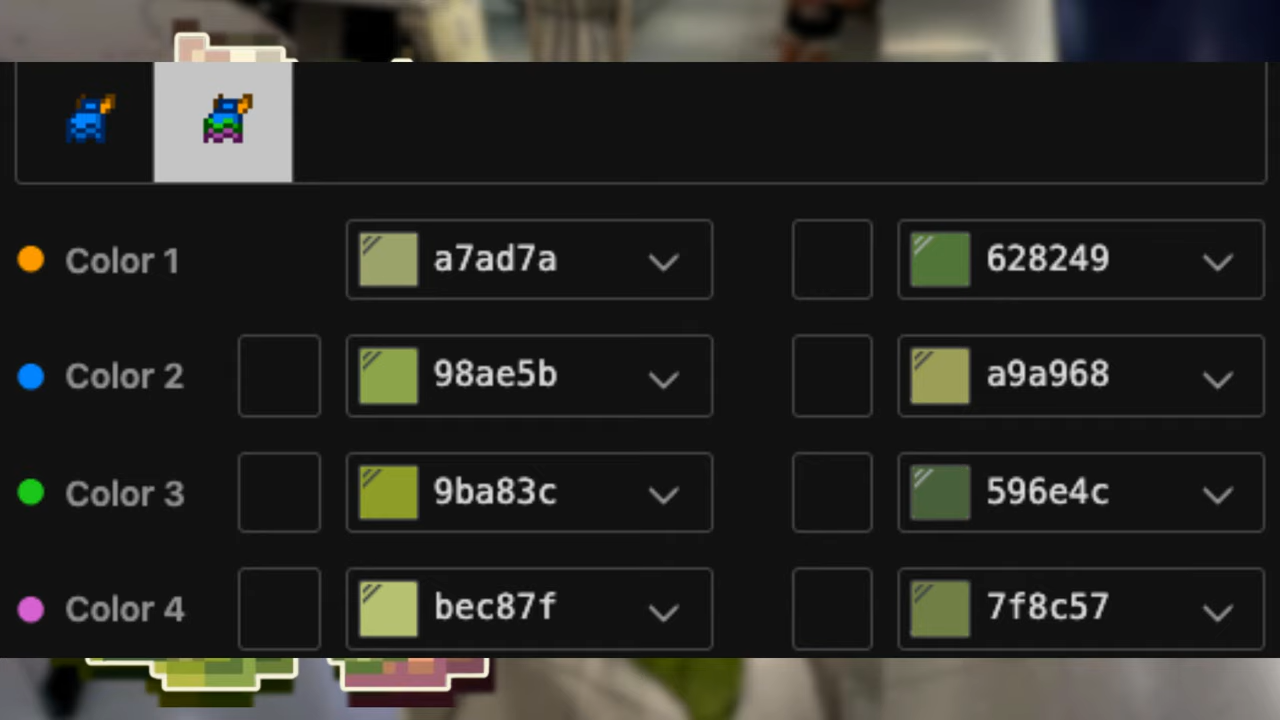 Color 1 a7ad7a 628249
Color 2 98ae5b a9a968
Color 3 9ba83c 596e4c
Color 4 bec87f 7f8c57